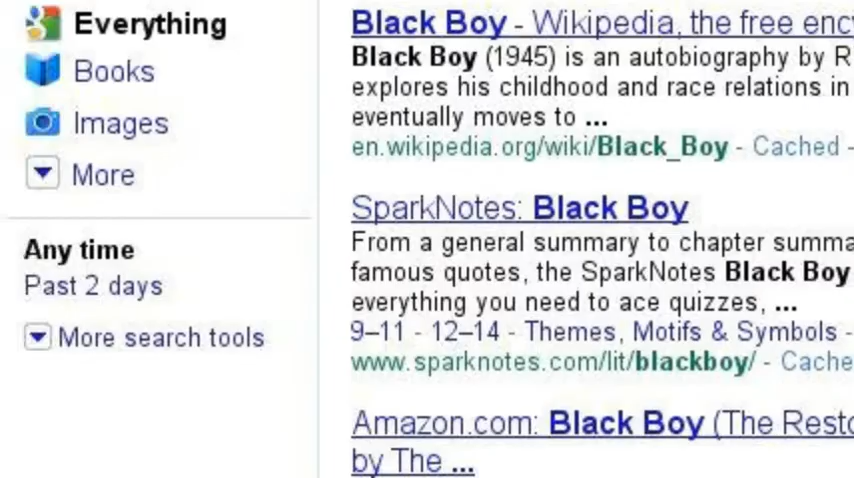 Everything
Books
Images
More
Any time
Past 2 days
More search tools
Black Boy - Wikipedia, the free ency
Black Boy (1945) is an autobiography by R
explores his childhood and race relations in
eventually moves to ...
en.wikipedia.org/wiki/Black_Boy - Cached -
SparkNotes: Black Boy
From a general summary to chapter summa
famous quotes, the SparkNotes Black Boy
everything you need to ace quizzes, ...
9–11 - 12–14 - Themes, Motifs & Symbols -
www.sparknotes.com/lit/blackboy/ - Cache
Amazon.com: Black Boy (The Resto
by The ...